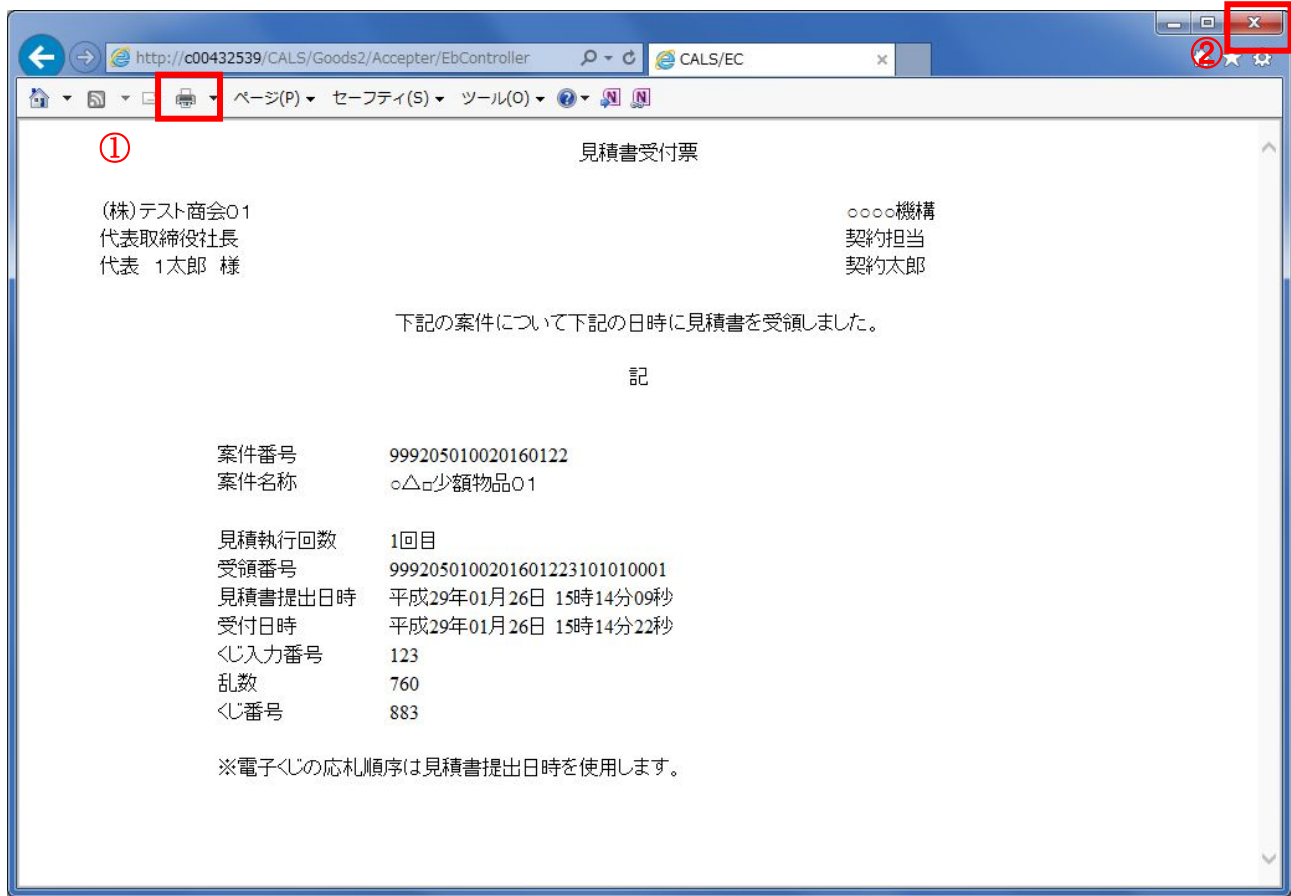 ②
http://c00432539/CALS/Goods2/Accepter/EbController
CALS/EC
ページ(P) セーフティ(S) ツール(O)
①
見積書受付票
(株)テスト商会01 ○○○○機構
代表取締役社長 契約担当
代表 1太郎 様 契約太郎
下記の案件について下記の日時に見積書を受領しました。
記
案件番号 999205010020160122
案件名称 ○△□少額物品01
見積執行回数 1回目
受領番号 9992050100201601223101010001
見積書提出日時 平成29年01月26日 15時14分09秒
受付日時 平成29年01月26日 15時14分22秒
くじ入力番号 123
乱数 760
くじ番号 883
※電子くじの応札順序は見積書提出日時を使用します。